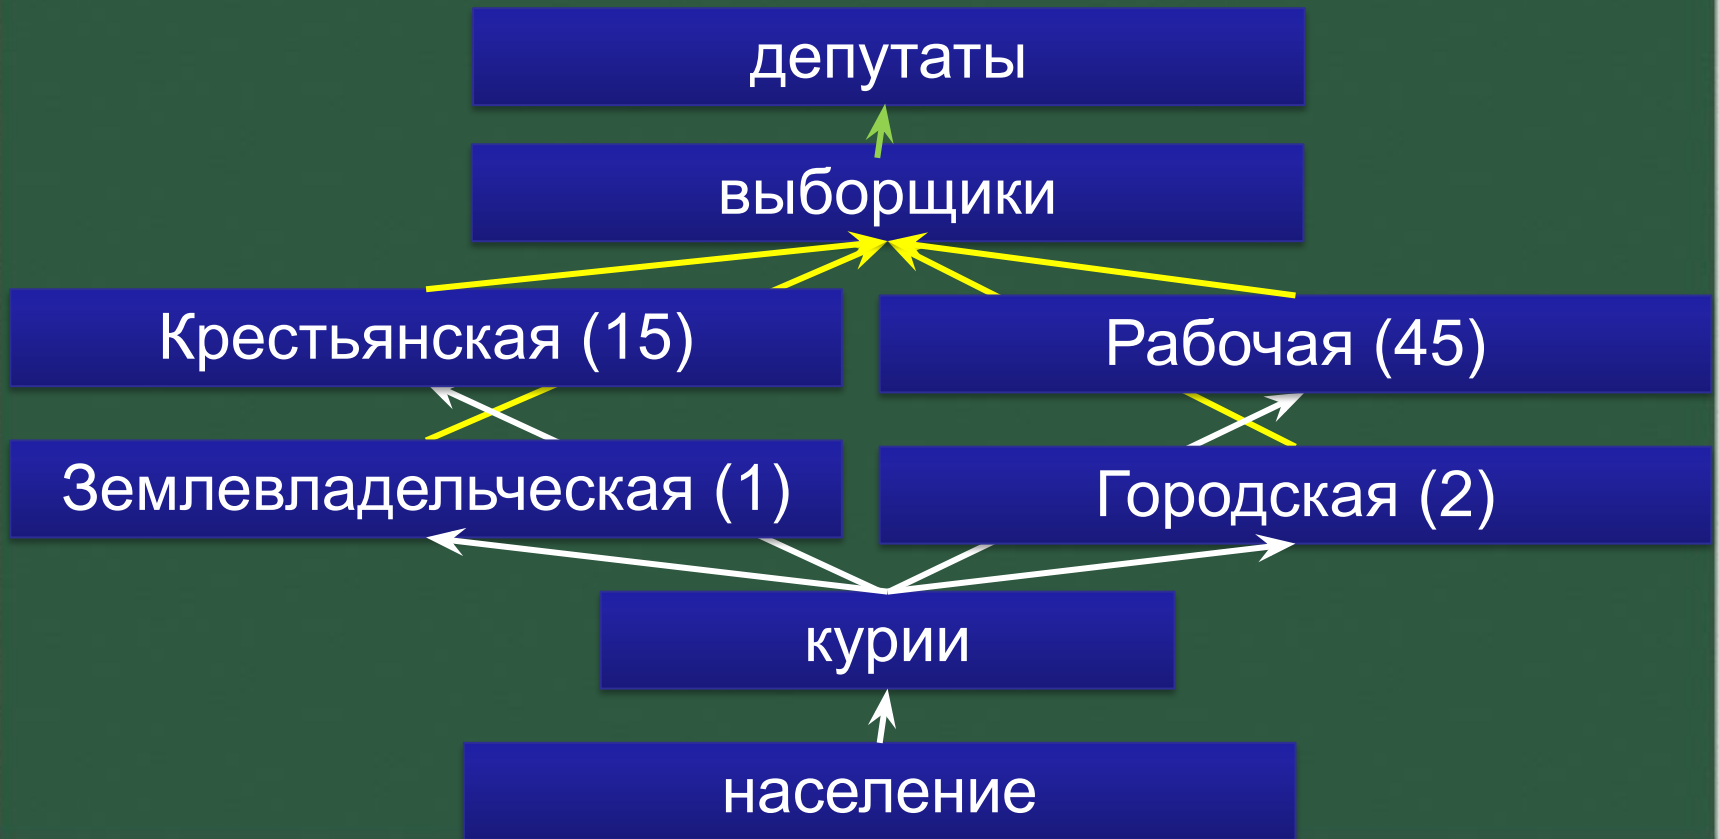 депутаты
выборщики
Крестьянская (15)
Рабочая (45)
Землевладельческая (1)
Городская (2)
курии
население